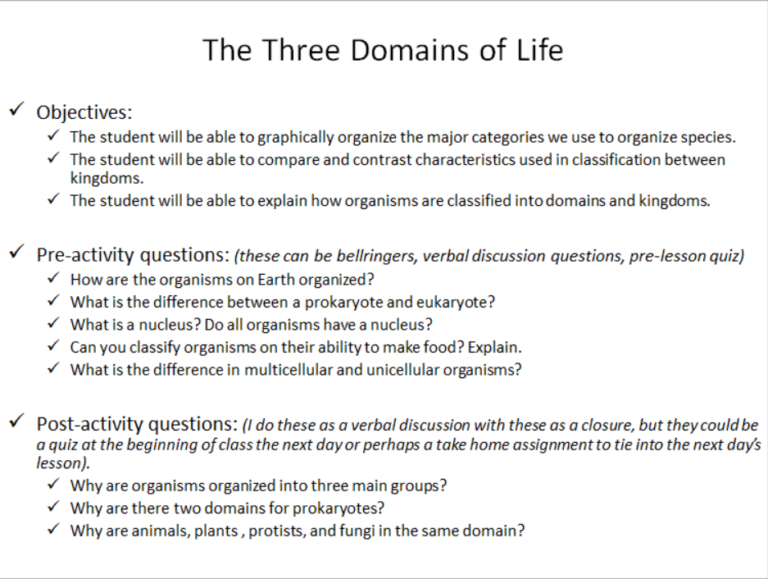 The Three Domains of Life
✓ Objectives:
✓ The student will be able to graphically organize the major categories we use to organize species.
✓ The student will be able to compare and contrast characteristics used in classification between
kingdoms.
✓ The student will be able to explain how organisms are classified into domains and kingdoms.
✓ Pre-activity questions: (these can be bellringers, verbal discussion questions, pre-lesson quiz)
✓ How are the organisms on Earth organized?
✓ What is the difference between a prokaryote and eukaryote?
✓ What is a nucleus? Do all organisms have a nucleus?
✓ Can you classify organisms on their ability to make food? Explain.
✓ What is the difference in multicellular and unicellular organisms?
✓ Post-activity questions: (I do these as a verbal discussion with these as a closure, but they could be
a quiz at the beginning of class the next day or perhaps a take home assignment to tie into the next day's
lesson).
✓ Why are organisms organized into three main groups?
✓ Why are there two domains for prokaryotes?
✓ Why are animals, plants , protists, and fungi in the same domain?